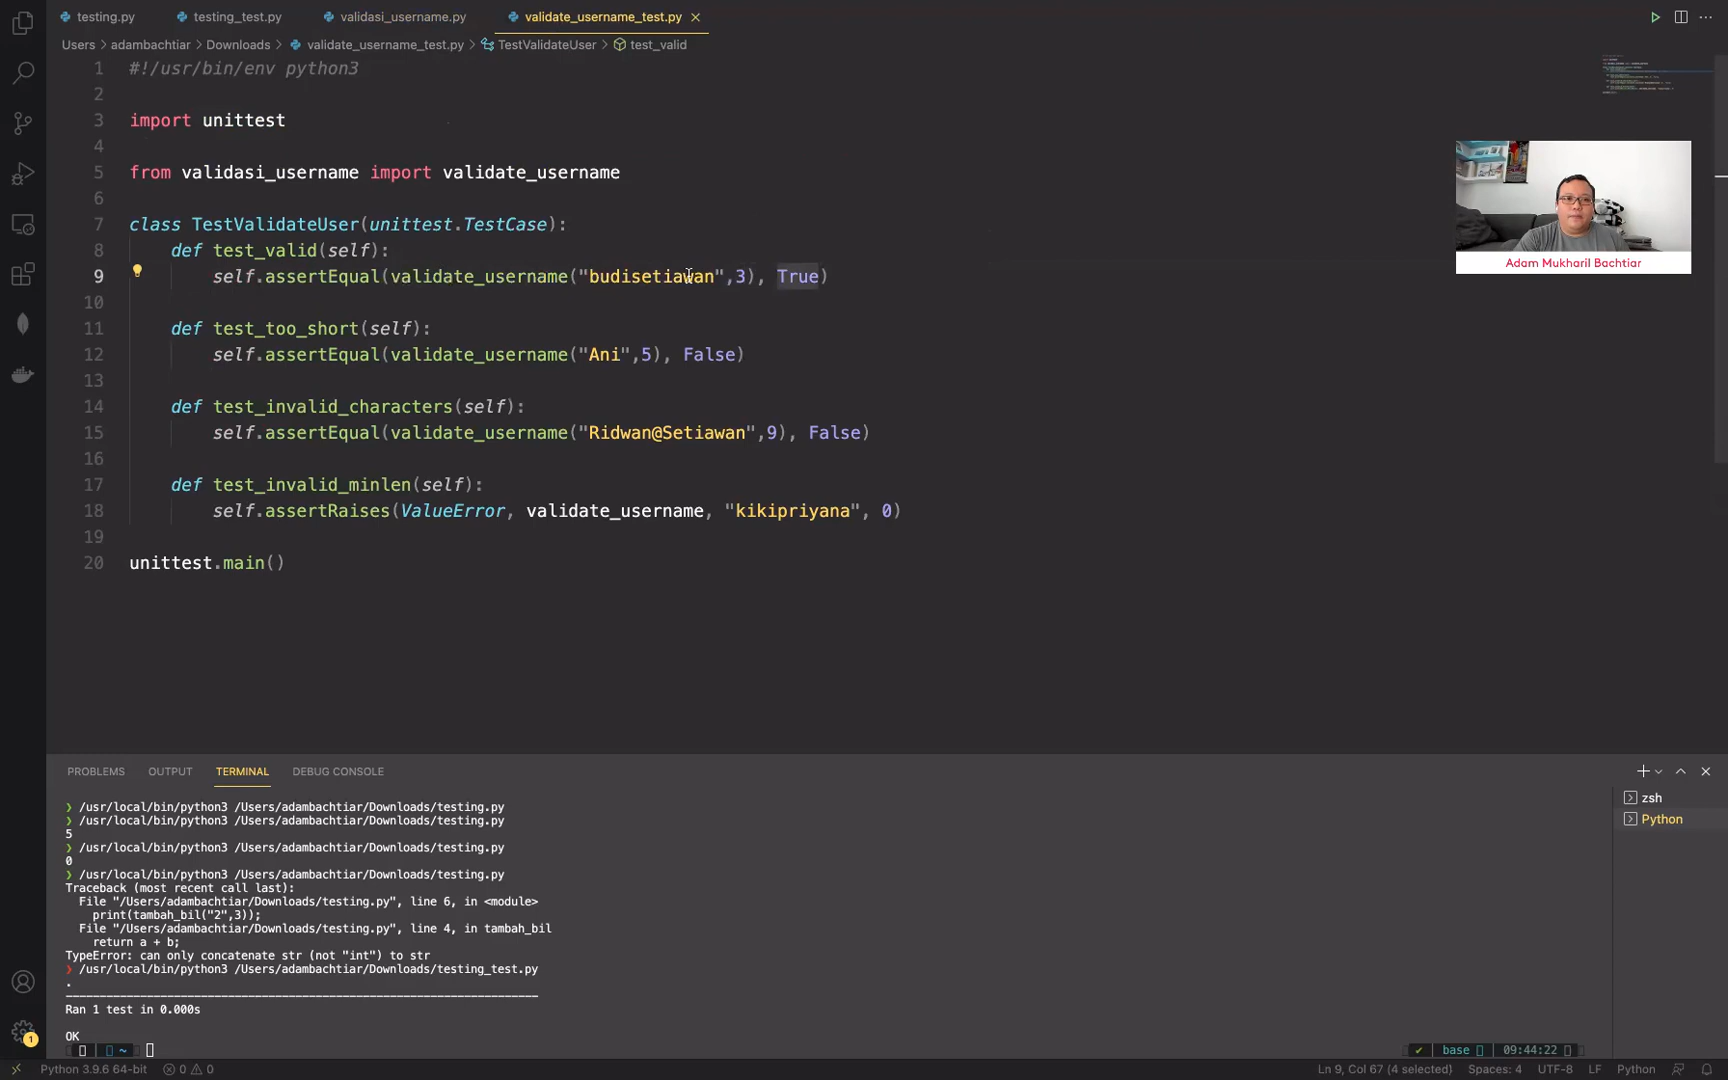 testing.py testing_test.py validasi_username.py validate_username_test.py
Users > adambachtiar > Downloads > validate_username_test.py > TestValidateUser > test_valid
1 #!/usr/bin/env python3
2
3 import unittest
4
5 from validasi_username import validate_username
6
7 class TestValidateUser(unittest.TestCase):
8 def test_valid(self):
9 self.assertEqual(validate_username("budisetiawan",3), True)
10
11 def test_too_short(self):
12 self.assertEqual(validate_username("Ani",5), False)
13
14 def test_invalid_characters(self):
15 self.assertEqual(validate_username("Ridwan@Setiawan",9), False)
16
17 def test_invalid_minlen(self):
18 self.assertRaises(ValueError, validate_username, "kikipriyana", 0)
19
20 unittest.main()
Adam Mukharil Bachtiar
PROBLEMS OUTPUT TERMINAL DEBUG CONSOLE
❯ /usr/local/bin/python3 /Users/adambachtiar/Downloads/testing.py
❯ /usr/local/bin/python3 /Users/adambachtiar/Downloads/testing.py
5
❯ /usr/local/bin/python3 /Users/adambachtiar/Downloads/testing.py
0
❯ /usr/local/bin/python3 /Users/adambachtiar/Downloads/testing.py
Traceback (most recent call last):
File "/Users/adambachtiar/Downloads/testing.py", line 6, in <module>
print(tambah_bil("2",3));
File "/Users/adambachtiar/Downloads/testing.py", line 4, in tambah_bil
return a + b;
TypeError: can only concatenate str (not "int") to str
❯ /usr/local/bin/python3 /Users/adambachtiar/Downloads/testing_test.py
.
----------------------------------------------------------------------
Ran 1 test in 0.000s

OK
~ ✔ base 09:44:22
zsh
Python
1
Python 3.9.6 64-bit 0 0 Ln 9, Col 67 (4 selected) Spaces: 4 UTF-8 LF Python